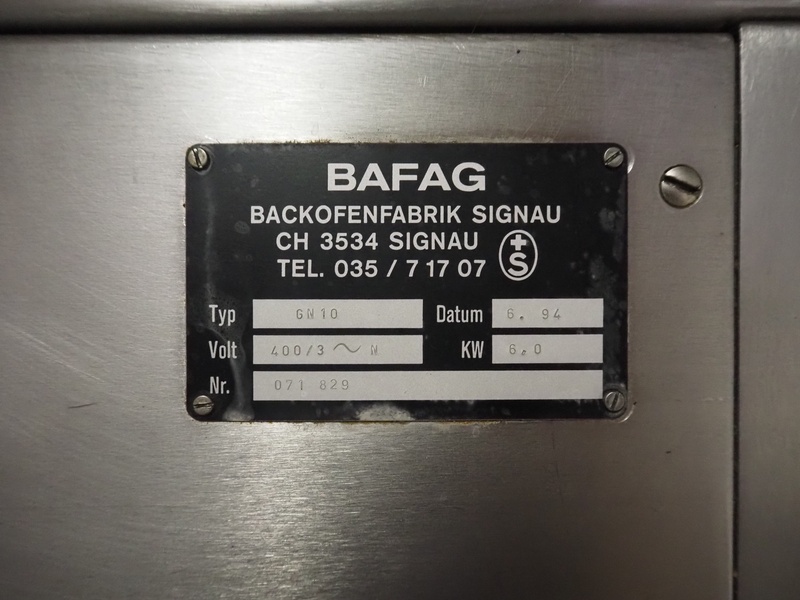 BAFAG
BACKOFENFABRIK SIGNAU
CH 3534 SIGNAU
TEL. 035 / 7 17 07
+S
Typ GN10 Datum 6. 94
Volt 400/3 ~ N KW 6.0
Nr. 071 829